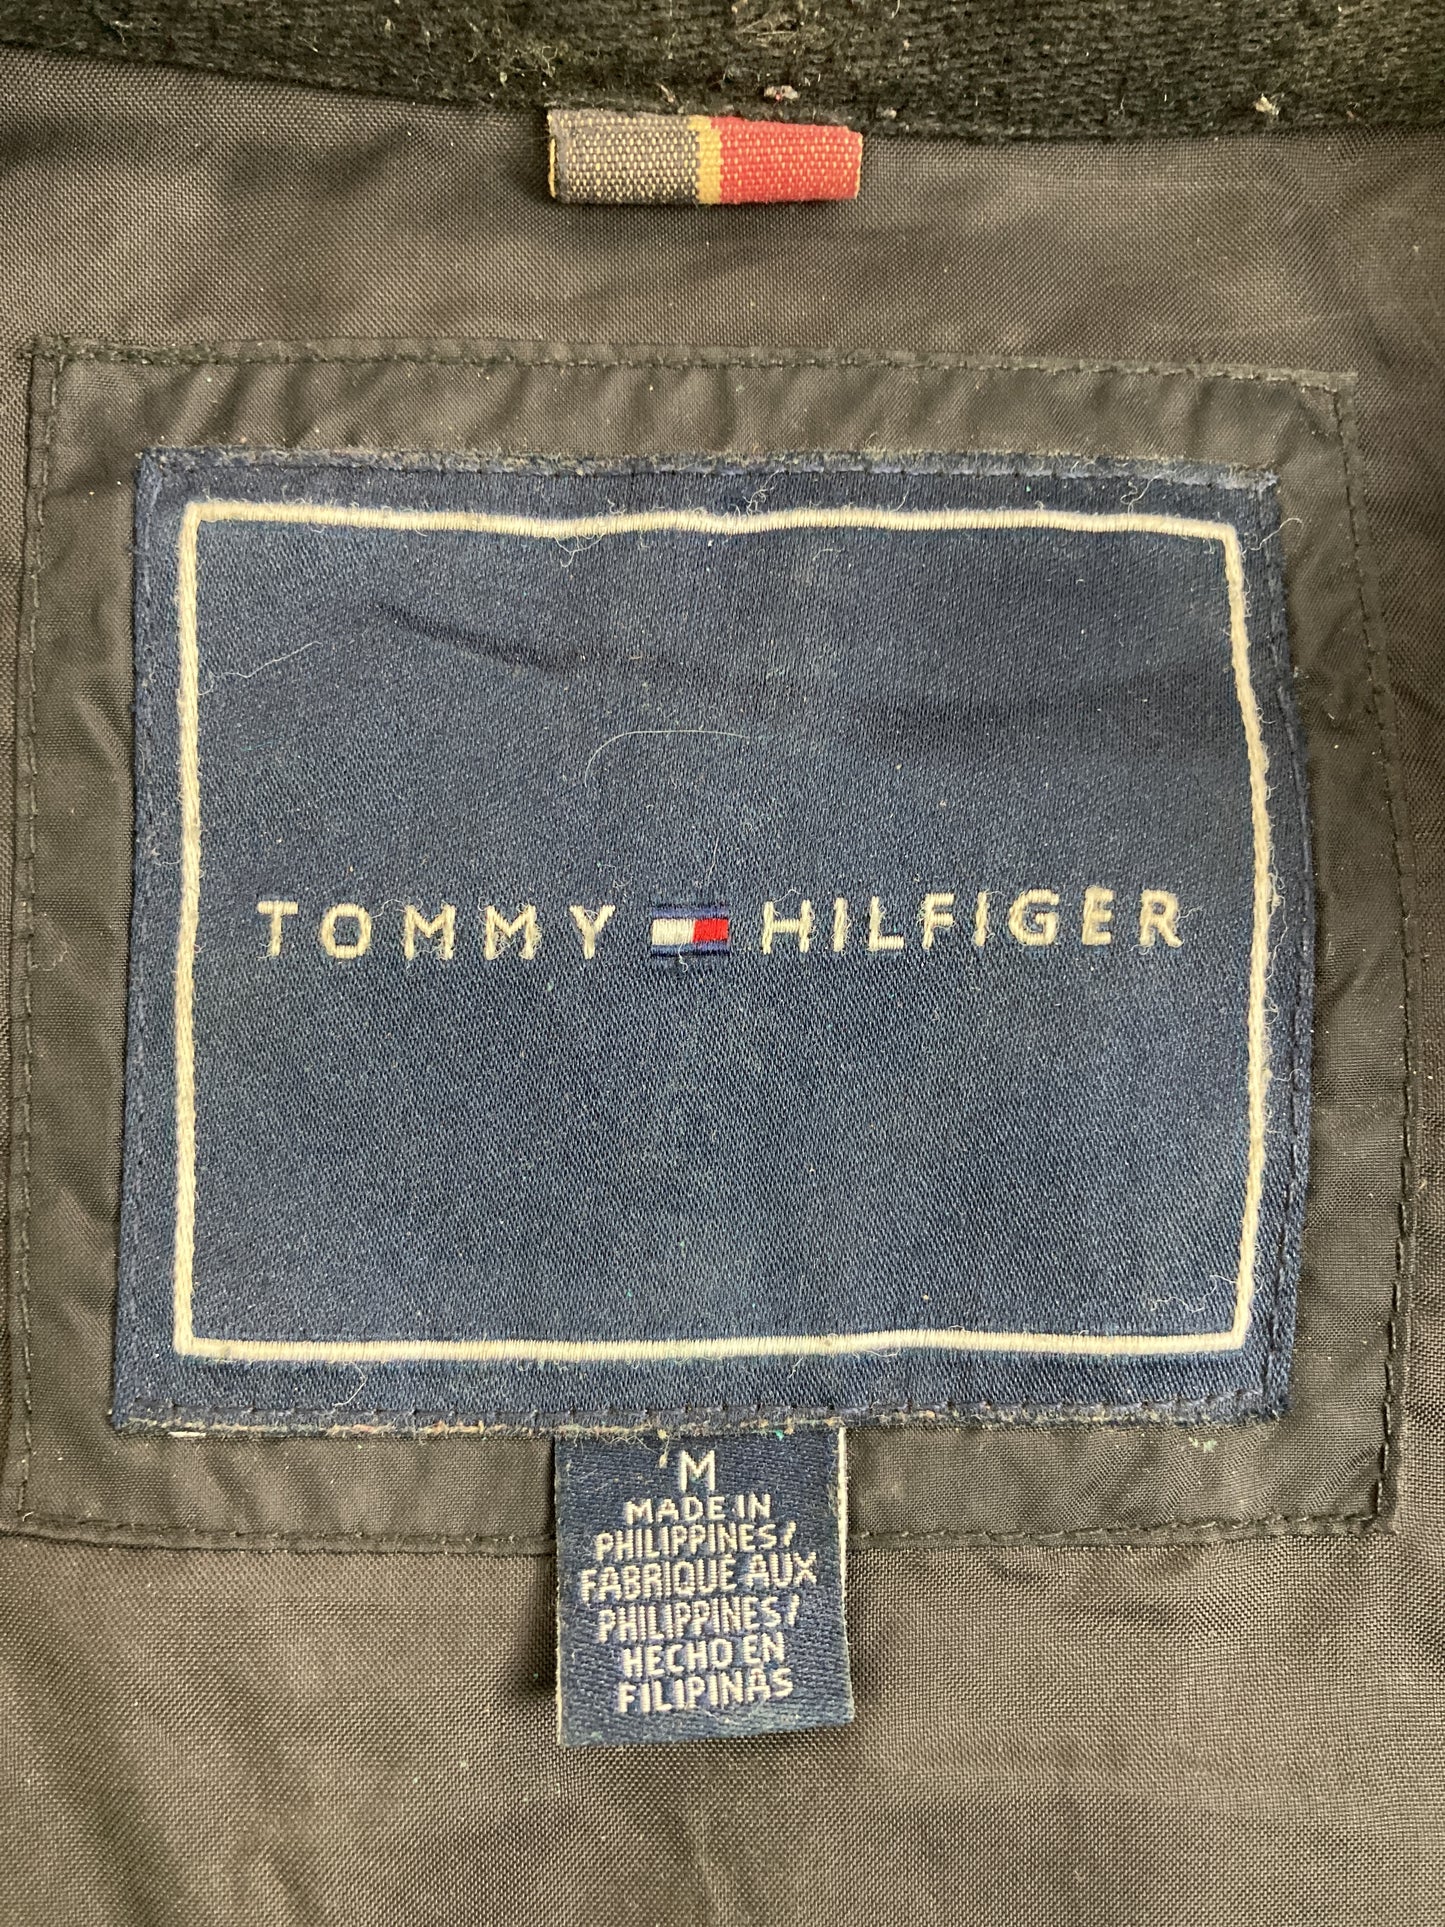 TOMMY HILFIGER
M
MADE IN
PHILIPPINES/
FABRIQUE AUX
PHILIPPINES/
HECHO EN
FILIPINAS